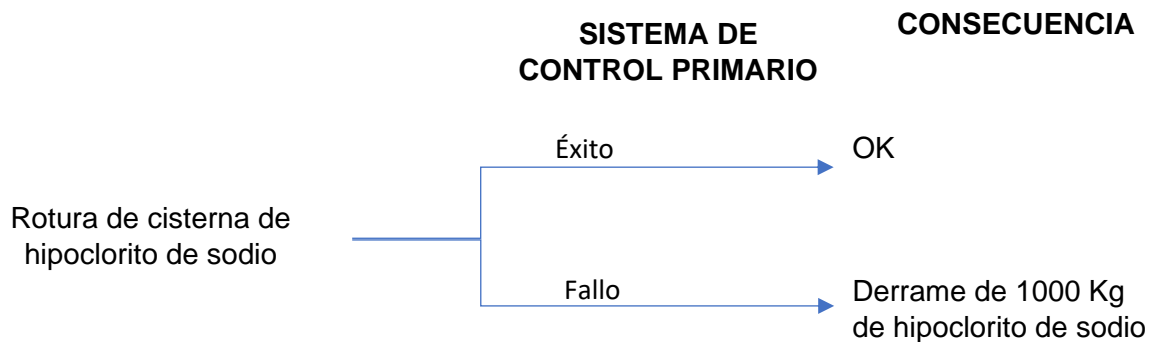 SISTEMA DE
CONTROL PRIMARIO
CONSECUENCIA
Éxito
OK
Rotura de cisterna de
hipoclorito de sodio
Fallo
Derrame de 1000 Kg
de hipoclorito de sodio